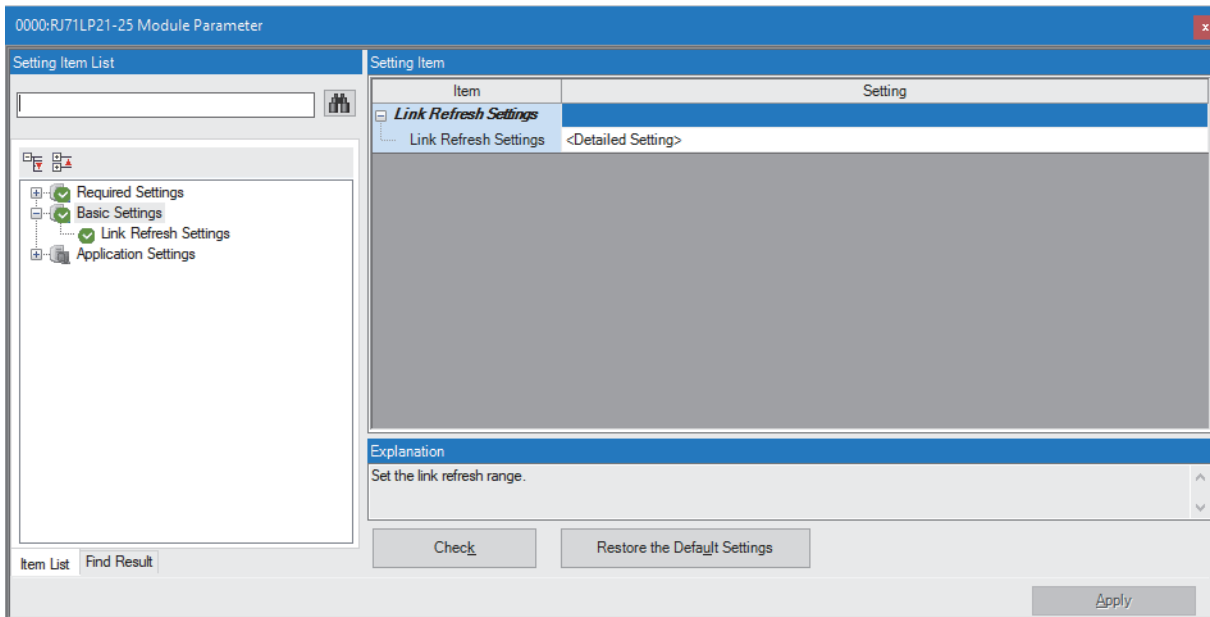 0000:RJ71LP21-25 Module Parameter
x
Setting Item List
Required Settings
Basic Settings
Link Refresh Settings
Application Settings
Item List
Find Result
Setting Item
Item
Setting
Link Refresh Settings
Link Refresh Settings
<Detailed Setting>
Explanation
Set the link refresh range.
Check
Restore the Default Settings
Apply